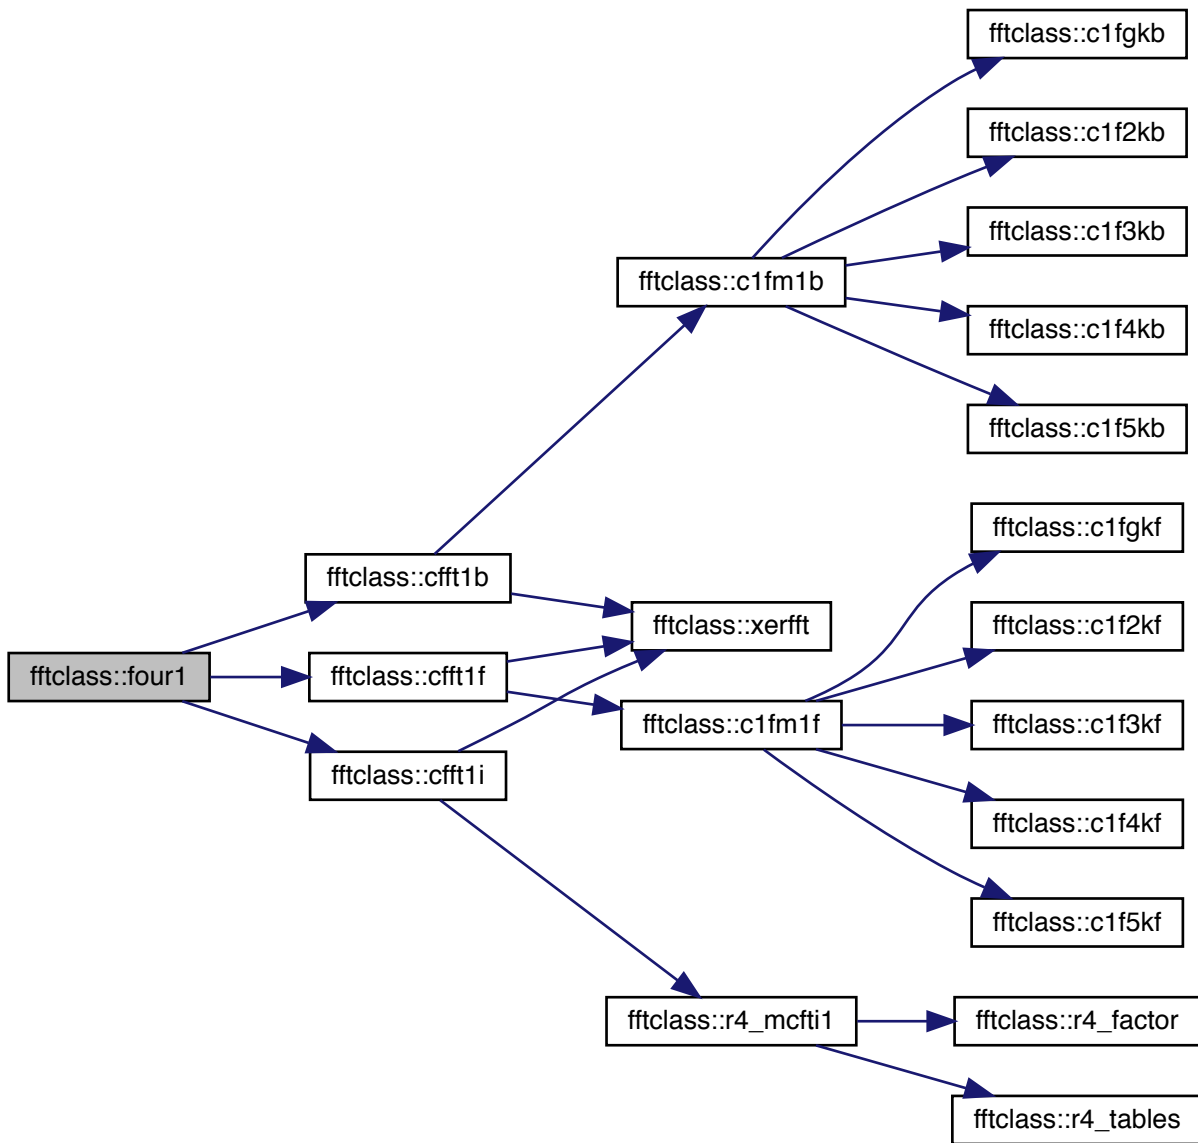 fftclass::c1fgkb
fftclass::c1f2kb
fftclass::c1f3kb
fftclass::c1fm1b
fftclass::c1f4kb
fftclass::c1f5kb
fftclass::c1fgkf
fftclass::cfft1b
fftclass::xerfft
fftclass::c1f2kf
fftclass::four1
fftclass::cfft1f
fftclass::c1fm1f
fftclass::c1f3kf
fftclass::cfft1i
fftclass::c1f4kf
fftclass::c1f5kf
fftclass::r4_mcfti1
fftclass::r4_factor
fftclass::r4_tables